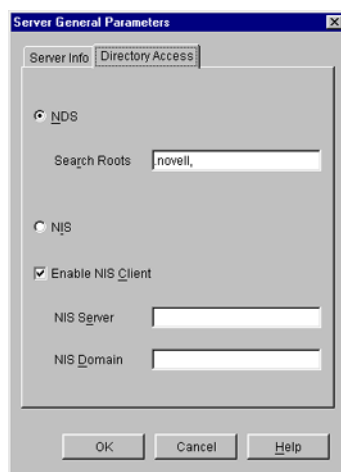 Server General Parameters
Server Info Directory Access
NDS
Search Roots .novell,
NIS
Enable NIS Client
NIS Server
NIS Domain
OK Cancel Help